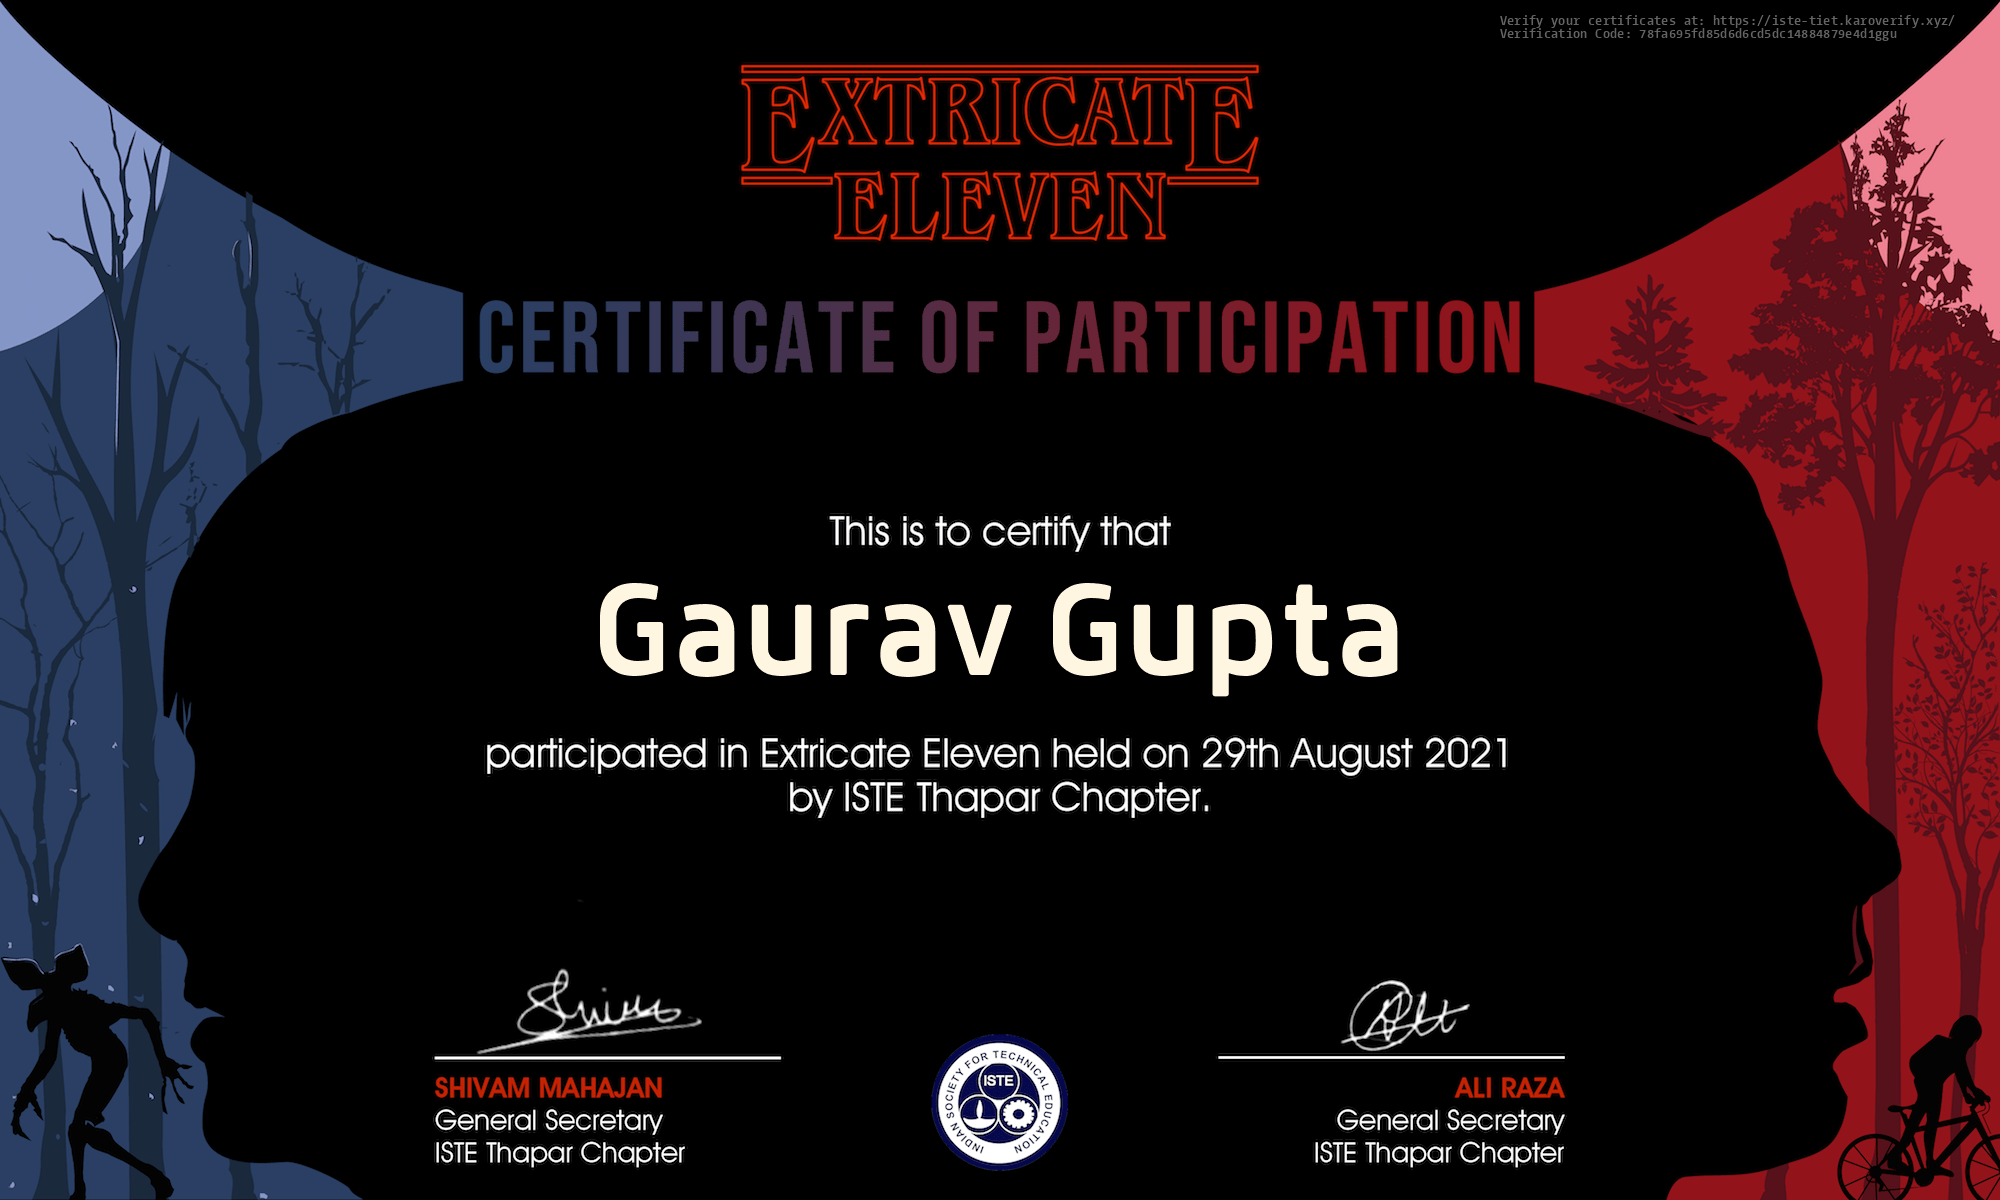 Verify your certificates at: https://iste-tiet.karoverify.xyz/
Verification Code: 78fa695fd85d6d6cd5dc14884879e4d1ggu
EXTRICATE
ELEVEN
CERTIFICATE OF PARTICIPATION
This is to certify that
Gaurav Gupta
participated in Extricate Eleven held on 29th August 2021
by ISTE Thapar Chapter.
Shivam
Ali
SHIVAM MAHAJAN
General Secretary
ISTE Thapar Chapter
INDIAN SOCIETY FOR TECHNICAL EDUCATION
ISTE
ALI RAZA
General Secretary
ISTE Thapar Chapter